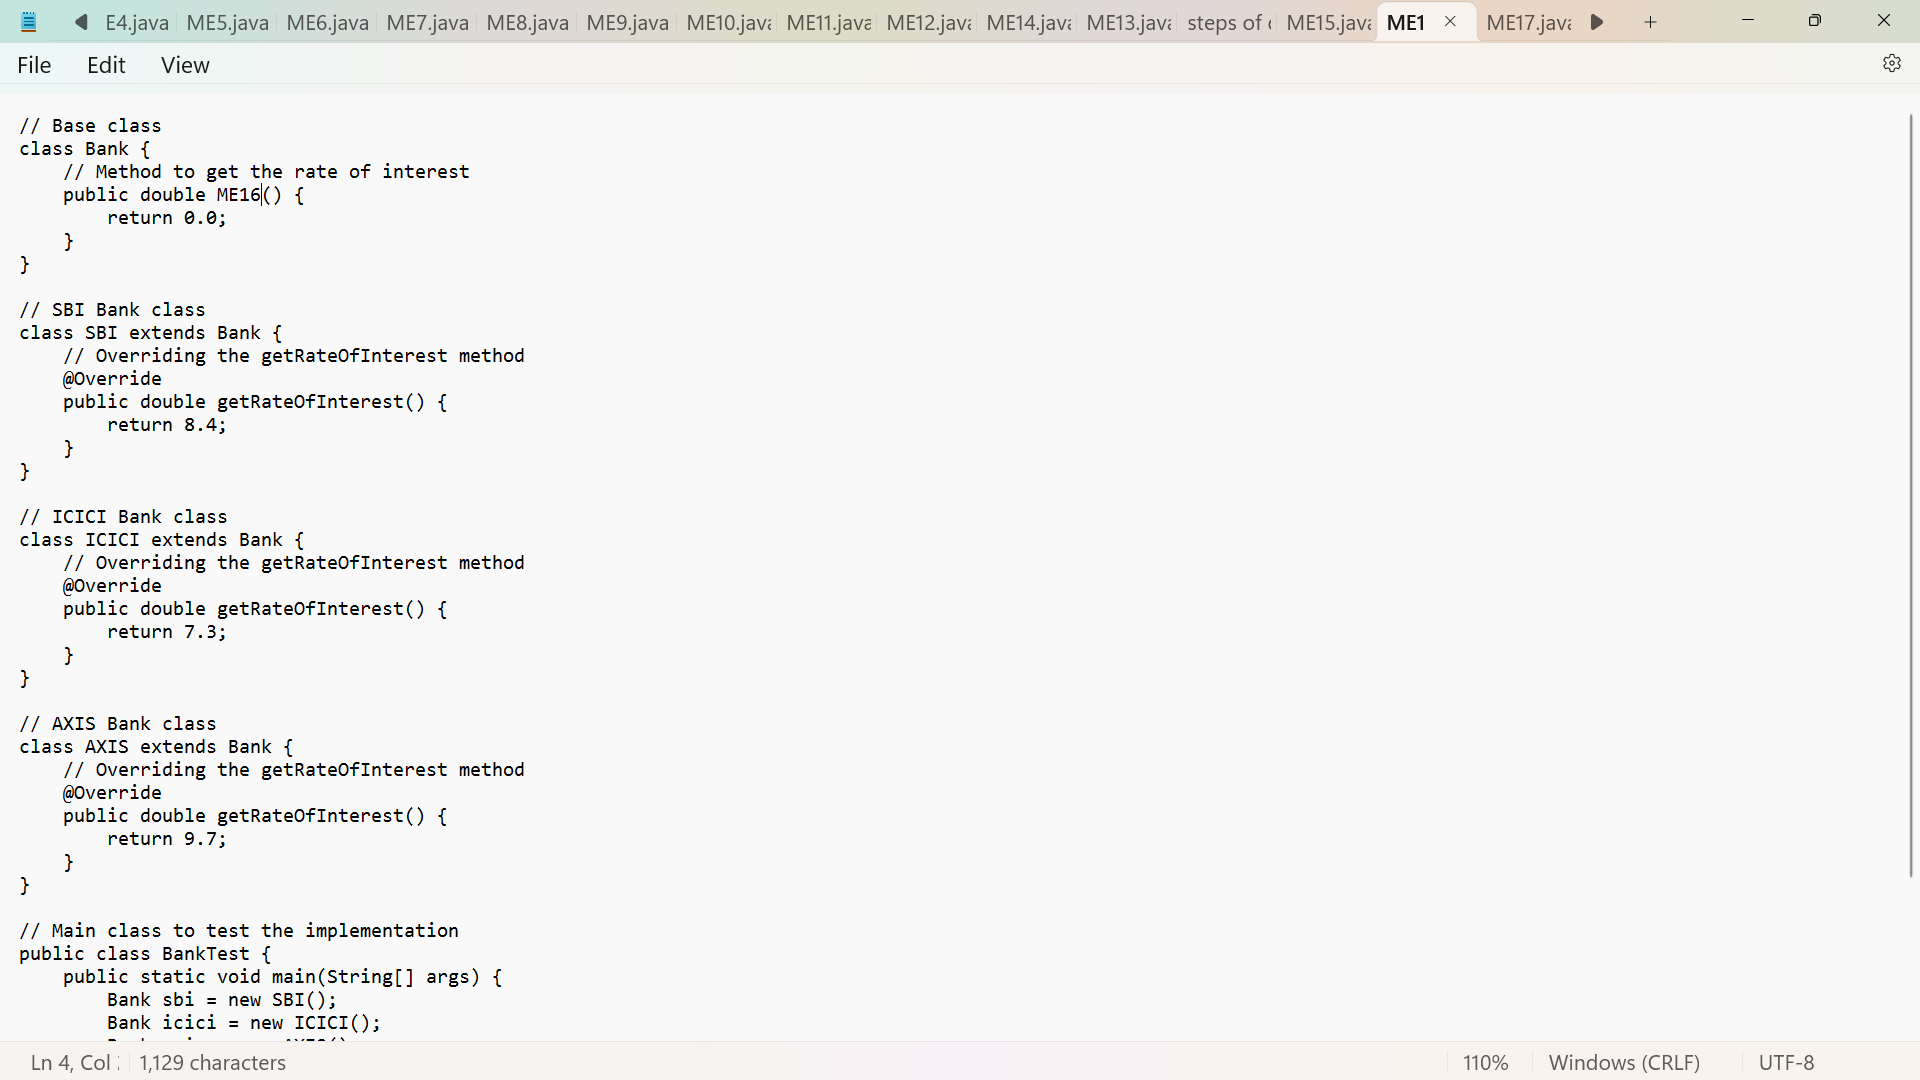 E4.java ME5.java ME6.java ME7.java ME8.java ME9.java ME10.java ME11.java ME12.java ME14.java ME13.java steps of ME15.java ME1 ME17.java
File Edit View
// Base class
class Bank {
    // Method to get the rate of interest
    public double ME16() {
        return 0.0;
    }
}

// SBI Bank class
class SBI extends Bank {
    // Overriding the getRateOfInterest method
    @Override
    public double getRateOfInterest() {
        return 8.4;
    }
}

// ICICI Bank class
class ICICI extends Bank {
    // Overriding the getRateOfInterest method
    @Override
    public double getRateOfInterest() {
        return 7.3;
    }
}

// AXIS Bank class
class AXIS extends Bank {
    // Overriding the getRateOfInterest method
    @Override
    public double getRateOfInterest() {
        return 9.7;
    }
}

// Main class to test the implementation
public class BankTest {
    public static void main(String[] args) {
        Bank sbi = new SBI();
        Bank icici = new ICICI();
Ln 4, Col 1,129 characters 110% Windows (CRLF) UTF-8